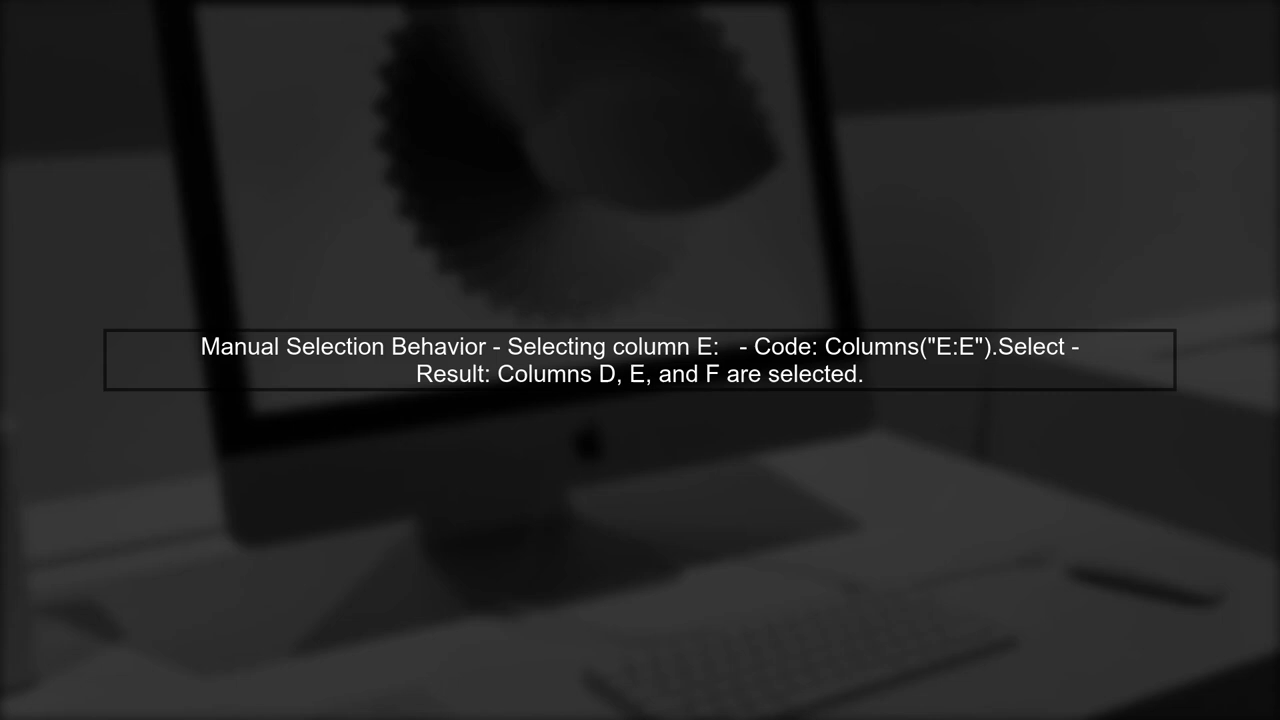 Manual Selection Behavior - Selecting column E:   - Code: Columns("E:E").Select -
Result: Columns D, E, and F are selected.